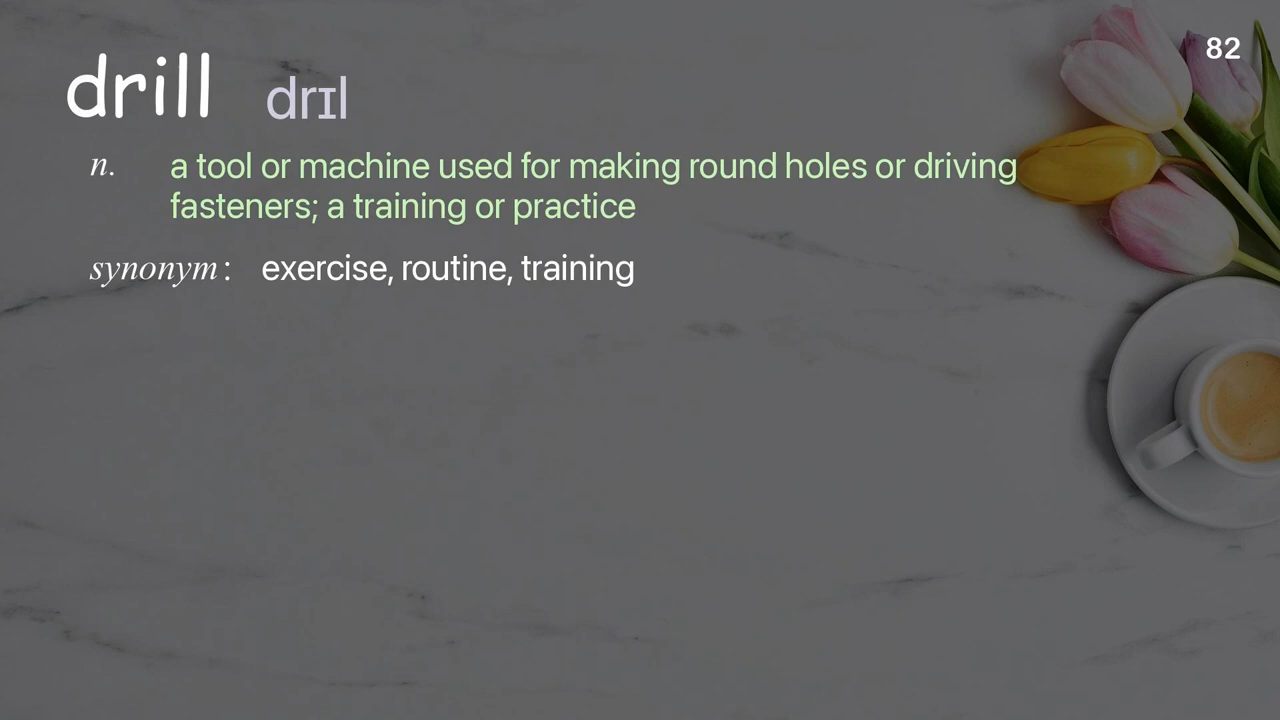 82
drill drɪl
n. a tool or machine used for making round holes or driving
fasteners; a training or practice
synonym: exercise, routine, training